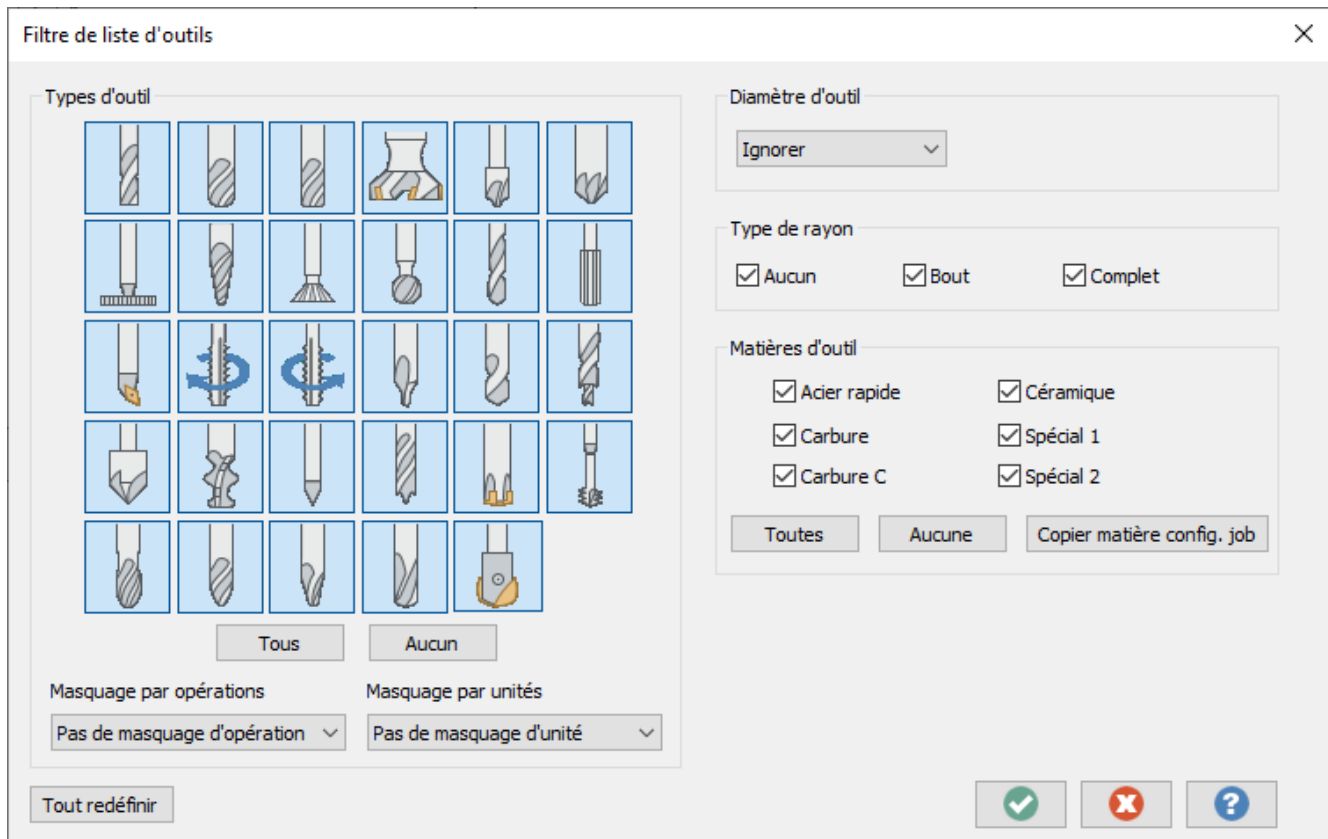 Filtre de liste d'outils
Types d'outil
Tous
Aucun
Masquage par opérations
Masquage par unités
Pas de masquage d'opération
Pas de masquage d'unité
Tout redéfinir
Diamètre d'outil
Ignorer
Type de rayon
Aucun
Bout
Complet
Matières d'outil
Acier rapide
Céramique
Carbure
Spécial 1
Carbure C
Spécial 2
Toutes
Aucune
Copier matière config. job